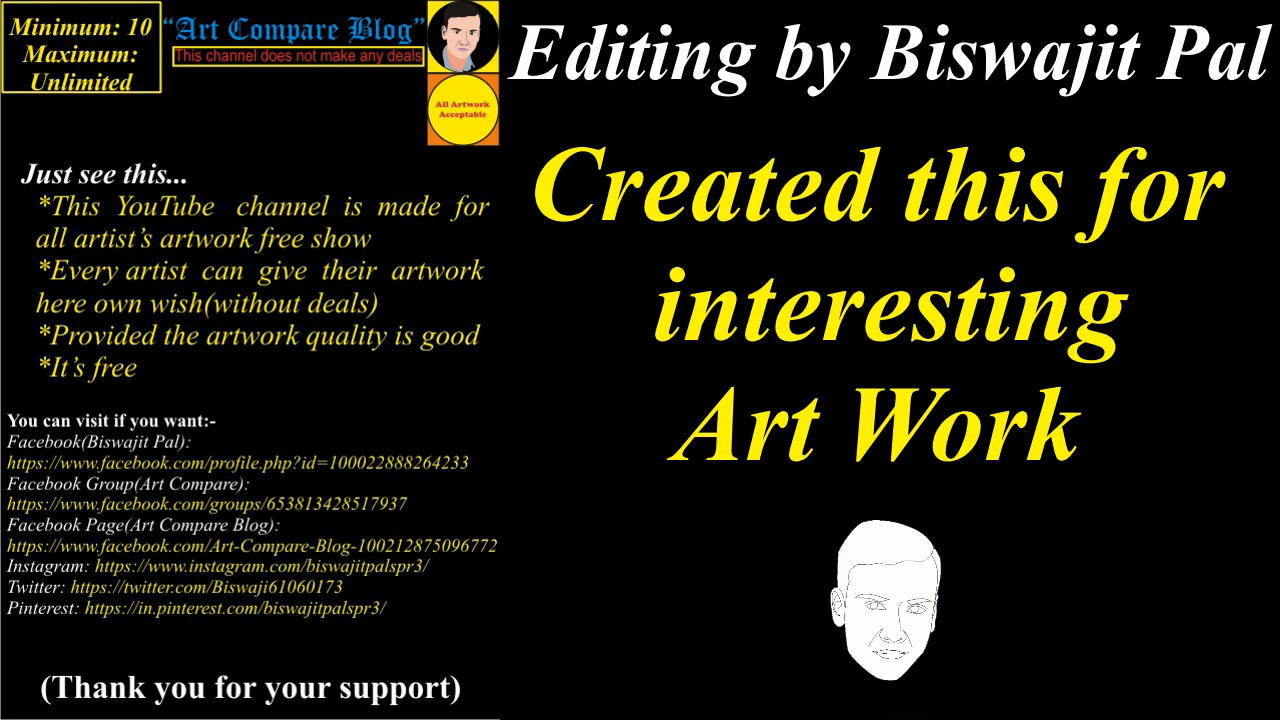 Minimum: 10
Maximum:
Unlimited
“Art Compare Blog”
This channel does not make any deals
All Artwork
Acceptable
Just see this...
*This YouTube channel is made for
all artist’s artwork free show
*Every artist can give their artwork
here own wish(without deals)
*Provided the artwork quality is good
*It’s free
You can visit if you want:-
Facebook(Biswajit Pal):
https://www.facebook.com/profile.php?id=100022888264233
Facebook Group(Art Compare):
https://www.facebook.com/groups/653813428517937
Facebook Page(Art Compare Blog):
https://www.facebook.com/Art-Compare-Blog-100212875096772
Instagram: https://www.instagram.com/biswajitpalspr3/
Twitter: https://twitter.com/Biswaji61060173
Pinterest: https://in.pinterest.com/biswajitpalspr3/
(Thank you for your support)
Editing by Biswajit Pal
Created this for
interesting
Art Work